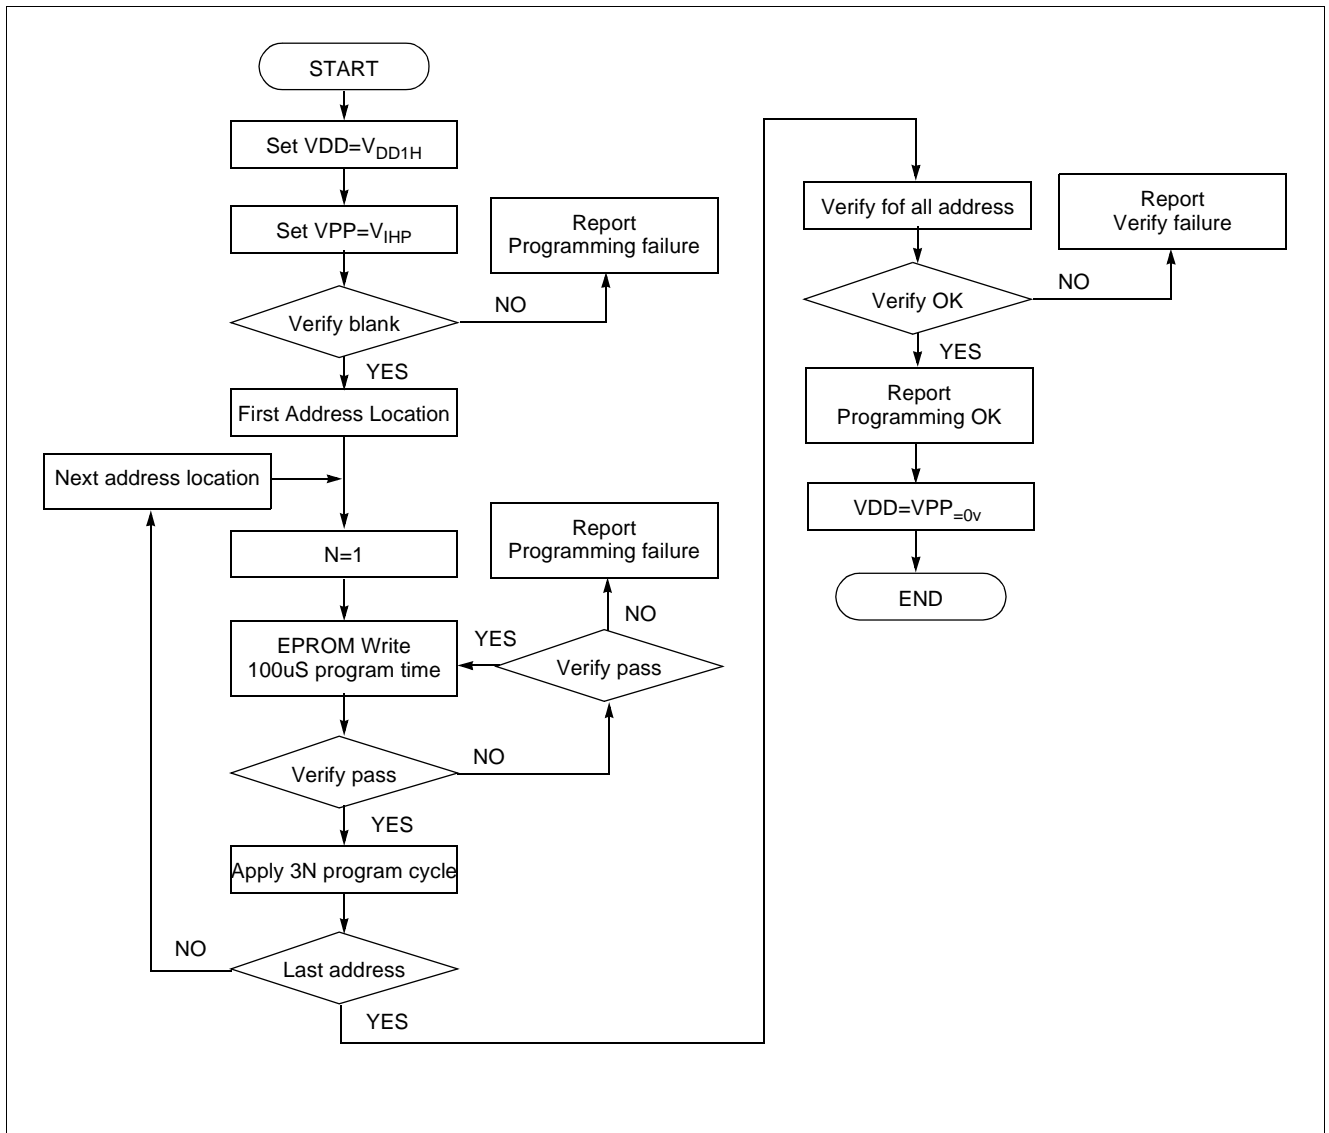 START
Set VDD=VDD1H
Set VPP=VIHP
Report
Programming failure
Verify blank
NO
YES
First Address Location
Next address location
N=1
Report
Programming failure
NO
EPROM Write
100uS program time
YES
Verify pass
Verify pass
NO
YES
Apply 3N program cycle
Last address
NO
YES
Verify fof all address
Report
Verify failure
Verify OK
NO
YES
Report
Programming OK
VDD=VPP=0v
END